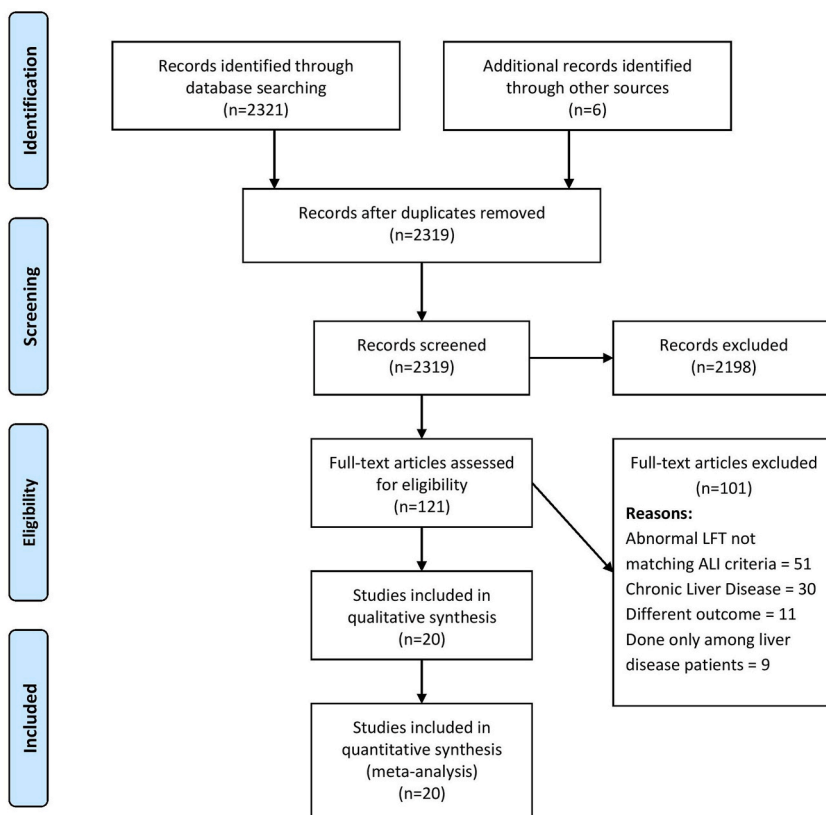 Identification
Records identified through
database searching
(n=2321)
Additional records identified
through other sources
(n=6)
Records after duplicates removed
(n=2319)
Screening
Records screened
(n=2319)
Records excluded
(n=2198)
Eligibility
Full-text articles assessed
for eligibility
(n=121)
Full-text articles excluded
(n=101)
Reasons:
Abnormal LFT not
matching ALI criteria = 51
Chronic Liver Disease = 30
Different outcome = 11
Done only among liver
disease patients = 9
Studies included in
qualitative synthesis
(n=20)
Included
Studies included in
quantitative synthesis
(meta-analysis)
(n=20)